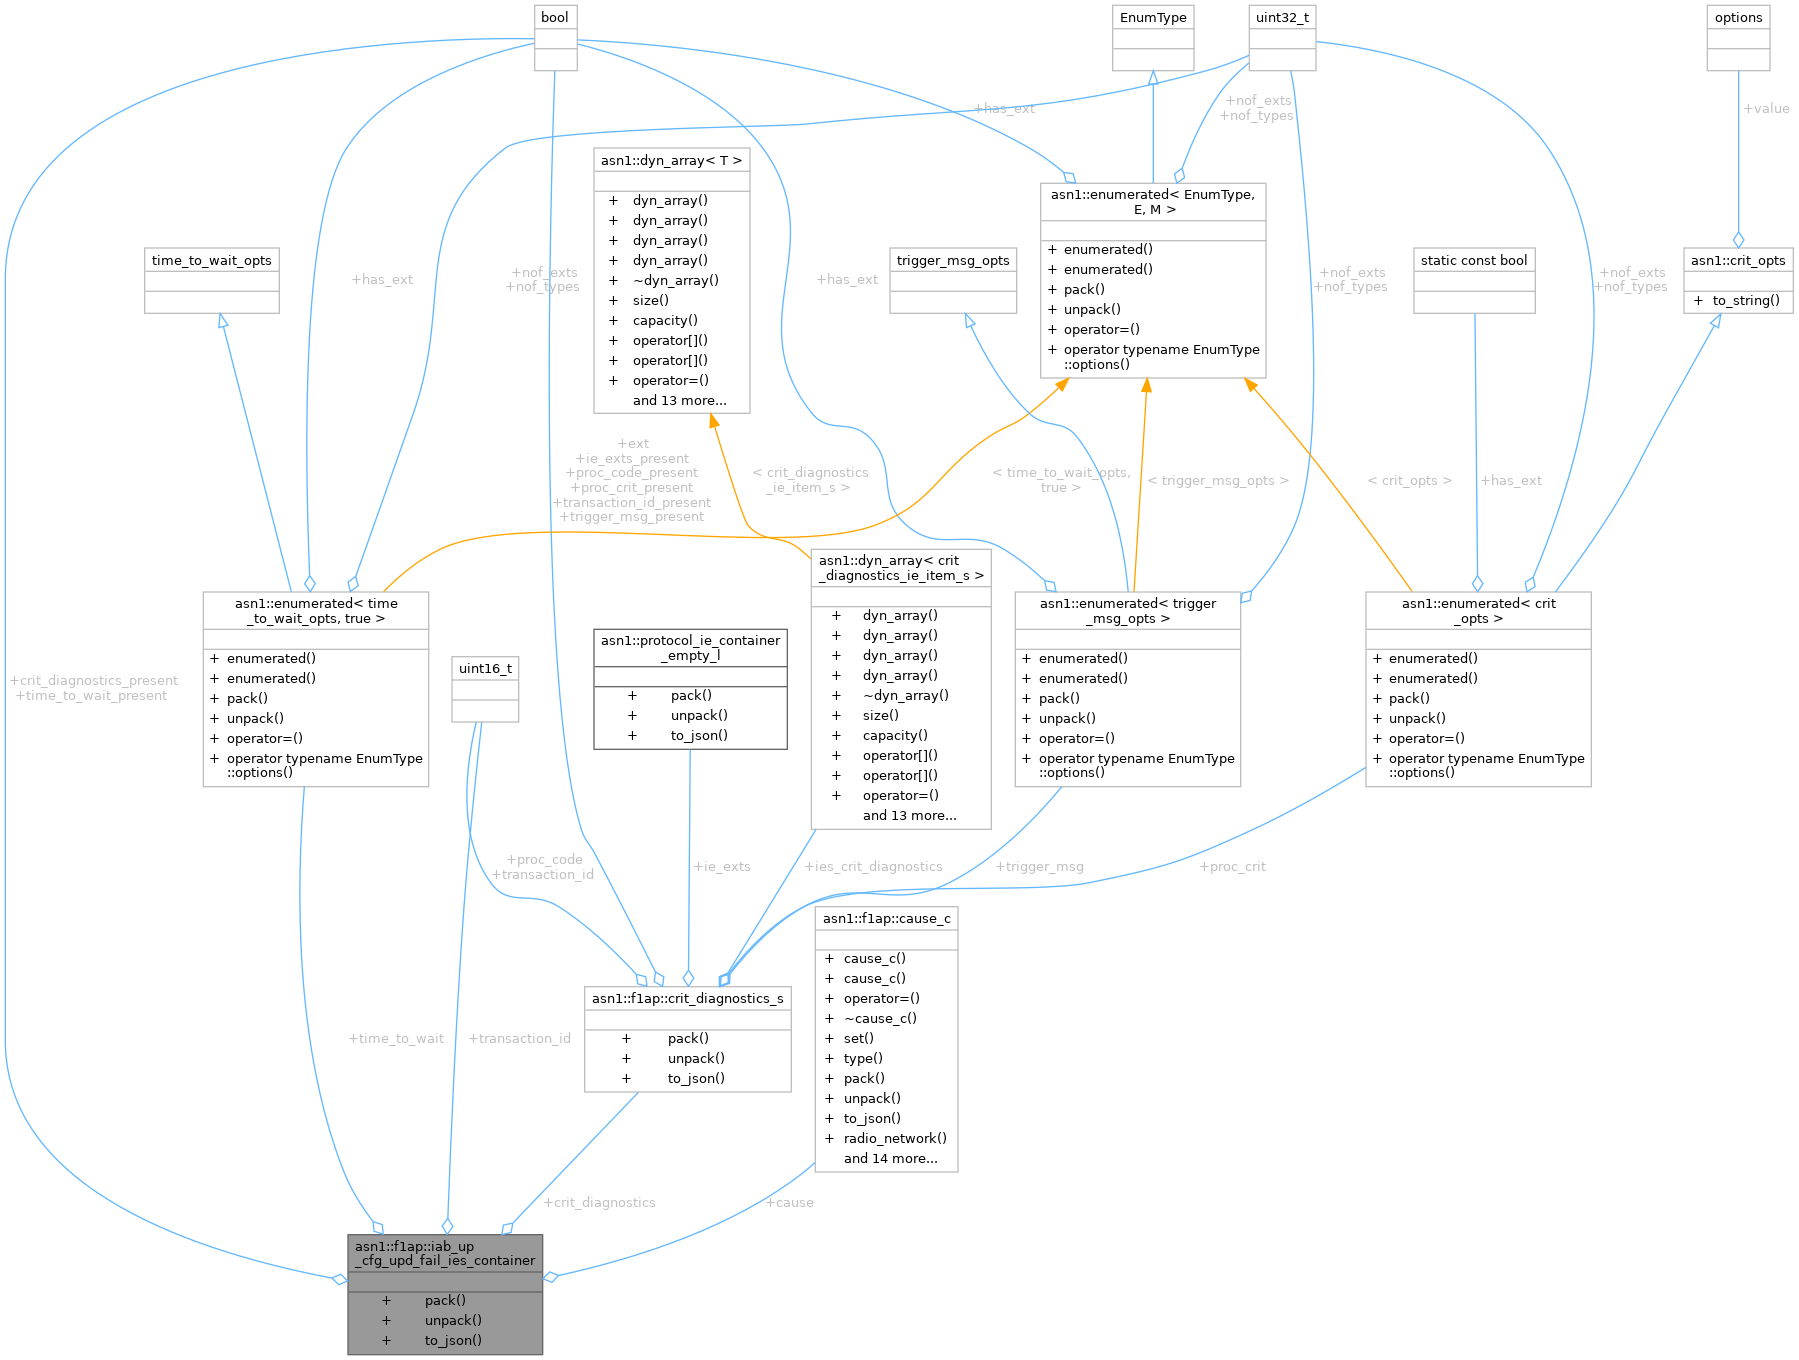 bool
EnumType
uint32_t
options
+has_ext
+nof_exts
+nof_types
+value
asn1::dyn_array< T >
+ dyn_array()
+ dyn_array()
+ dyn_array()
+ dyn_array()
+ ~dyn_array()
+ size()
+ capacity()
+ operator[]()
+ operator[]()
+ operator=()
and 13 more...
asn1::enumerated< EnumType,
E, M >
+ enumerated()
+ enumerated()
+ pack()
+ unpack()
+ operator=()
+ operator typename EnumType
::options()
time_to_wait_opts
+has_ext
+nof_exts
+nof_types
+has_ext
trigger_msg_opts
+nof_exts
+nof_types
static const bool
+nof_exts
+nof_types
asn1::crit_opts
+ to_string()
+ext
+ie_exts_present
+proc_code_present
+proc_crit_present
+transaction_id_present
+trigger_msg_present
< crit_diagnostics
_ie_item_s >
< time_to_wait_opts,
true >
< trigger_msg_opts >
< crit_opts >
+has_ext
asn1::enumerated< time
_to_wait_opts, true >
+ enumerated()
+ enumerated()
+ pack()
+ unpack()
+ operator=()
+ operator typename EnumType
::options()
asn1::dyn_array< crit
_diagnostics_ie_item_s >
+ dyn_array()
+ dyn_array()
+ dyn_array()
+ dyn_array()
+ ~dyn_array()
+ size()
+ capacity()
+ operator[]()
+ operator[]()
+ operator=()
and 13 more...
asn1::enumerated< trigger
_msg_opts >
+ enumerated()
+ enumerated()
+ pack()
+ unpack()
+ operator=()
+ operator typename EnumType
::options()
asn1::enumerated< crit
_opts >
+ enumerated()
+ enumerated()
+ pack()
+ unpack()
+ operator=()
+ operator typename EnumType
::options()
+crit_diagnostics_present
+time_to_wait_present
uint16_t
asn1::protocol_ie_container
_empty_l
+ pack()
+ unpack()
+ to_json()
+proc_code
+transaction_id
+ie_exts
+ies_crit_diagnostics
+trigger_msg
+proc_crit
asn1::f1ap::crit_diagnostics_s
+ pack()
+ unpack()
+ to_json()
asn1::f1ap::cause_c
+ cause_c()
+ cause_c()
+ operator=()
+ ~cause_c()
+ set()
+ type()
+ pack()
+ unpack()
+ to_json()
+ radio_network()
and 14 more...
+time_to_wait
+transaction_id
+crit_diagnostics
+cause
asn1::f1ap::iab_up
_cfg_upd_fail_ies_container
+ pack()
+ unpack()
+ to_json()